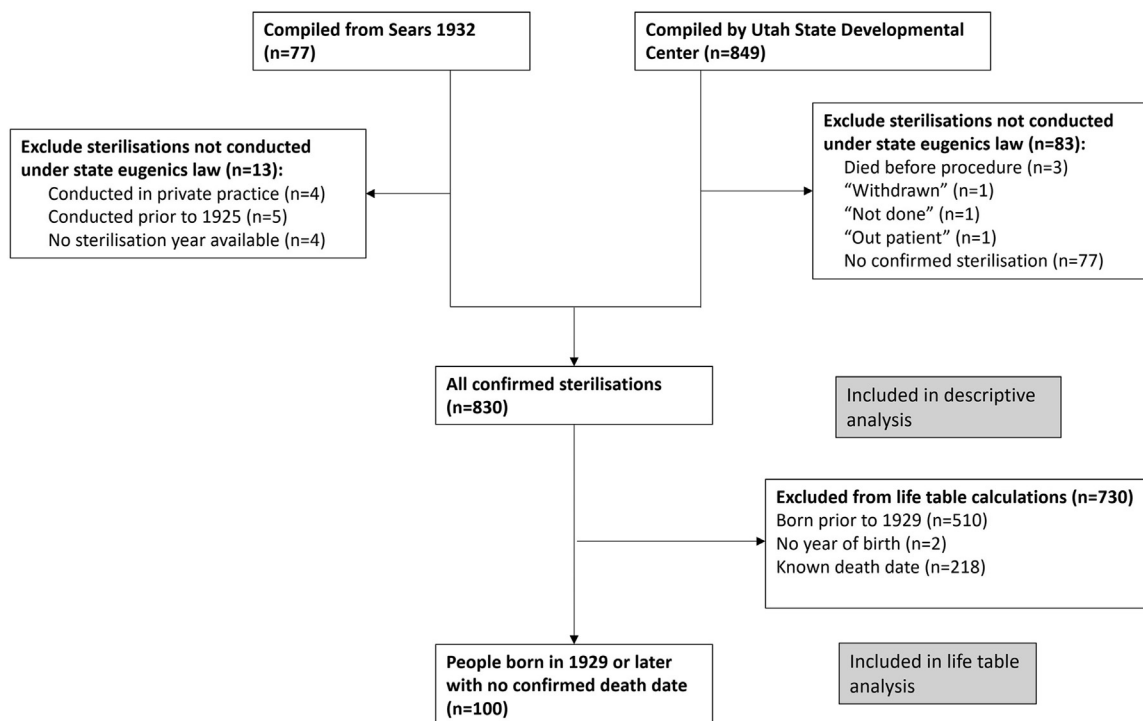 Compiled from Sears 1932
(n=77)
Compiled by Utah State Developmental
Center (n=849)
Exclude sterilisations not conducted
under state eugenics law (n=13):
Conducted in private practice (n=4)
Conducted prior to 1925 (n=5)
No sterilisation year available (n=4)
Exclude sterilisations not conducted
under state eugenics law (n=83):
Died before procedure (n=3)
“Withdrawn” (n=1)
“Not done” (n=1)
“Out patient” (n=1)
No confirmed sterilisation (n=77)
All confirmed sterilisations
(n=830)
Included in descriptive
analysis
Excluded from life table calculations (n=730)
Born prior to 1929 (n=510)
No year of birth (n=2)
Known death date (n=218)
People born in 1929 or later
with no confirmed death date
(n=100)
Included in life table
analysis